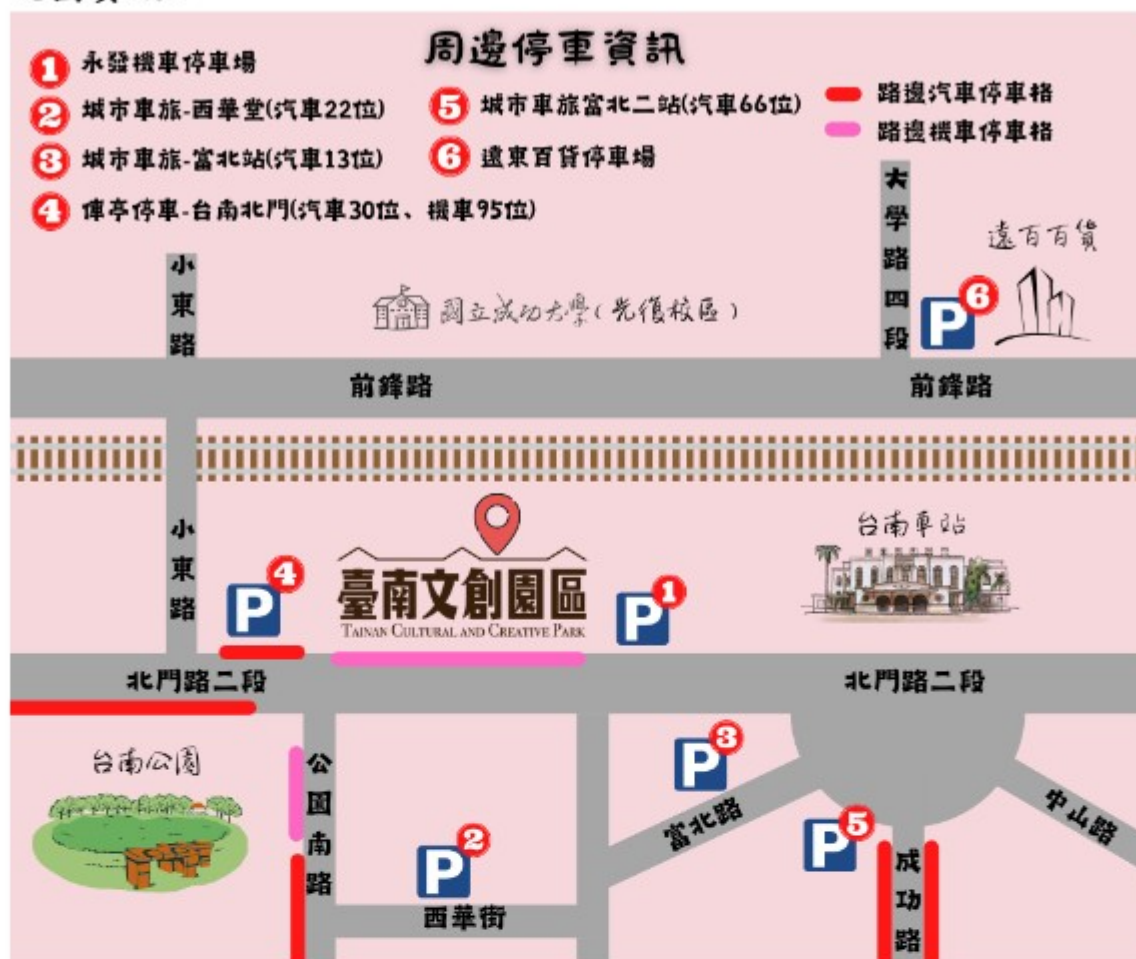 周邊停車資訊
1 永發機車停車場
2 城市車旅-西華堂(汽車22位)
3 城市車旅-富北站(汽車13位)
4 俥亭停車-台南北門(汽車30位、機車95位)
5 城市車旅富北二站(汽車66位)
6 遠東百貨停車場
路邊汽車停車格
路邊機車停車格
小東路
國立成功大學(光復校區)
大學路四段
P 6
遠百百貨
前鋒路
前鋒路
小東路
P 4
臺南文創園區
TAINAN CULTURAL AND CREATIVE PARK
P 1
台南車站
北門路二段
北門路二段
台南公園
公園南路
P 2
西華街
P 3
富北路
P 5
成功路
中山路